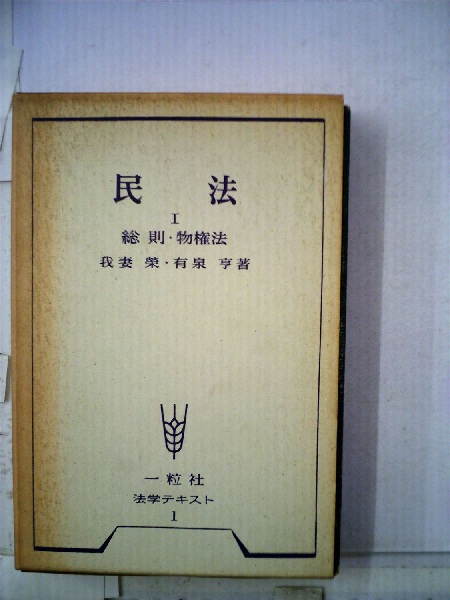 民 法
I
総則・物権法
我妻 榮・有泉 亨著
一粒社
法学テキスト
1